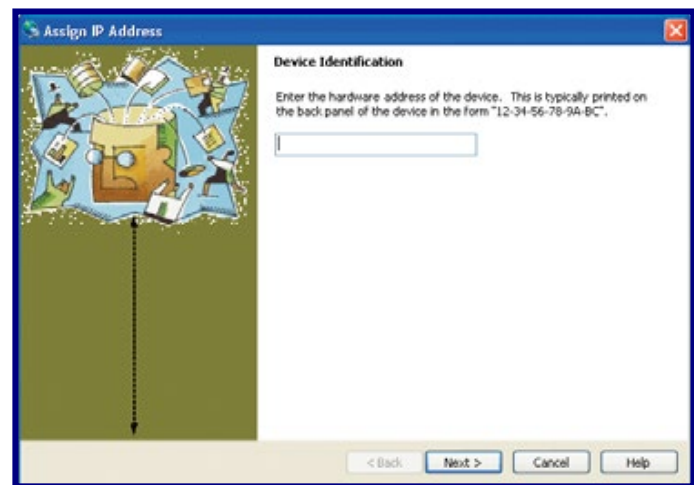 Assign IP Address
Device Identification
Enter the hardware address of the device. This is typically printed on
the back panel of the device in the form "12-34-56-78-9A-BC".
< Back Next > Cancel Help